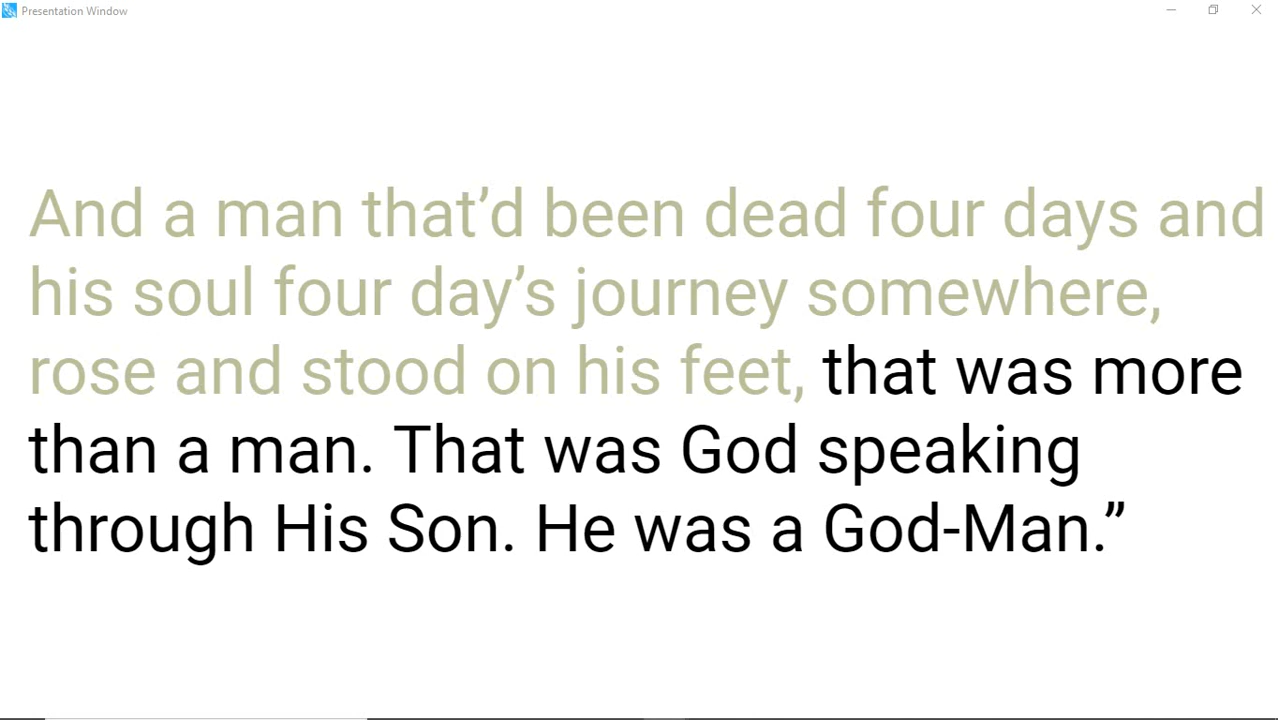 Presentation Window
And a man that’d been dead four days and
his soul four day’s journey somewhere,
rose and stood on his feet, that was more
than a man. That was God speaking
through His Son. He was a God-Man.”